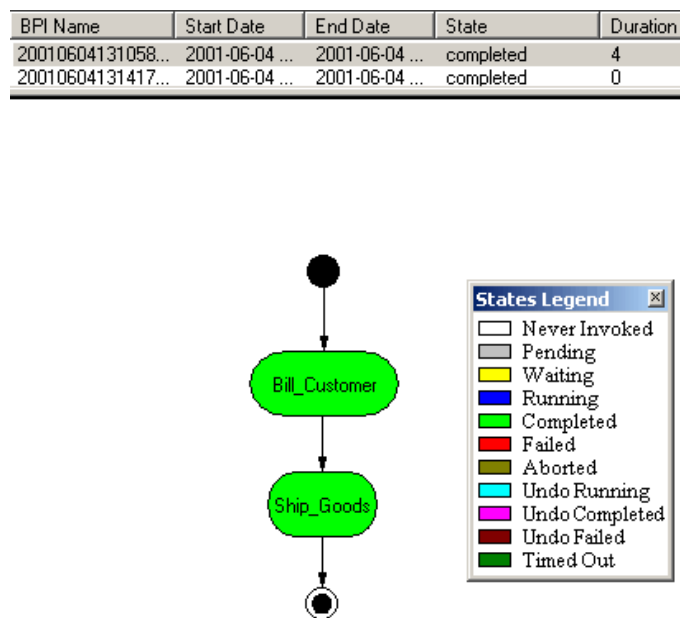 BPI Name Start Date End Date State Duration
20010604131058... 2001-06-04 ... 2001-06-04 ... completed 4
20010604131417... 2001-06-04 ... 2001-06-04 ... completed 0
States Legend
Never Invoked
Pending
Waiting
Running
Completed
Failed
Aborted
Undo Running
Undo Completed
Undo Failed
Timed Out
Bill_Customer
Ship_Goods